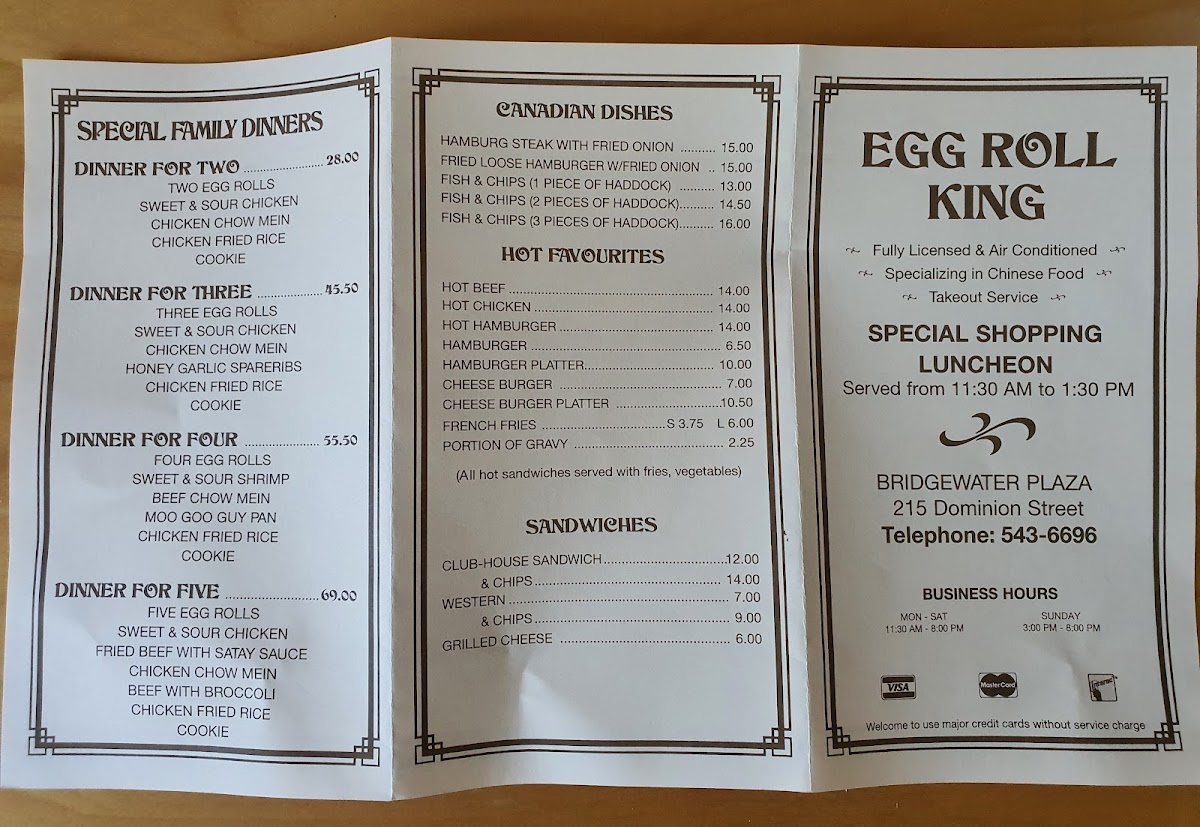 SPECIAL FAMILY DINNERS
DINNER FOR TWO ........................ 28.00
TWO EGG ROLLS
SWEET & SOUR CHICKEN
CHICKEN CHOW MEIN
CHICKEN FRIED RICE
COOKIE
DINNER FOR THREE .................... 45.50
THREE EGG ROLLS
SWEET & SOUR CHICKEN
CHICKEN CHOW MEIN
HONEY GARLIC SPARERIBS
CHICKEN FRIED RICE
COOKIE
DINNER FOR FOUR ...................... 55.50
FOUR EGG ROLLS
SWEET & SOUR SHRIMP
BEEF CHOW MEIN
MOO GOO GUY PAN
CHICKEN FRIED RICE
COOKIE
DINNER FOR FIVE ........................... 69.00
FIVE EGG ROLLS
SWEET & SOUR CHICKEN
FRIED BEEF WITH SATAY SAUCE
CHICKEN CHOW MEIN
BEEF WITH BROCCOLI
CHICKEN FRIED RICE
COOKIE
CANADIAN DISHES
HAMBURG STEAK WITH FRIED ONION .......... 15.00
FRIED LOOSE HAMBURGER W/FRIED ONION .. 15.00
FISH & CHIPS (1 PIECE OF HADDOCK) .......... 13.00
FISH & CHIPS (2 PIECES OF HADDOCK).......... 14.50
FISH & CHIPS (3 PIECES OF HADDOCK).......... 16.00
HOT FAVOURITES
HOT BEEF ...................................................... 14.00
HOT CHICKEN ............................................... 14.00
HOT HAMBURGER ......................................... 14.00
HAMBURGER ................................................. 6.50
HAMBURGER PLATTER.................................. 10.00
CHEESE BURGER .......................................... 7.00
CHEESE BURGER PLATTER ...........................10.50
FRENCH FRIES ................................S 3.75 L 6.00
PORTION OF GRAVY ....................................... 2.25
(All hot sandwiches served with fries, vegetables)
SANDWICHES
CLUB-HOUSE SANDWICH...............................12.00
& CHIPS.................................................. 14.00
WESTERN ........................................................ 7.00
& CHIPS................................................... 9.00
GRILLED CHEESE ............................................ 6.00
EGG ROLL
KING
Fully Licensed & Air Conditioned
Specializing in Chinese Food
Takeout Service
SPECIAL SHOPPING
LUNCHEON
Served from 11:30 AM to 1:30 PM
BRIDGEWATER PLAZA
215 Dominion Street
Telephone: 543-6696
BUSINESS HOURS
MON - SAT SUNDAY
11:30 AM - 8:00 PM 3:00 PM - 8:00 PM
VISA MasterCard Interac
Welcome to use major credit cards without service charge